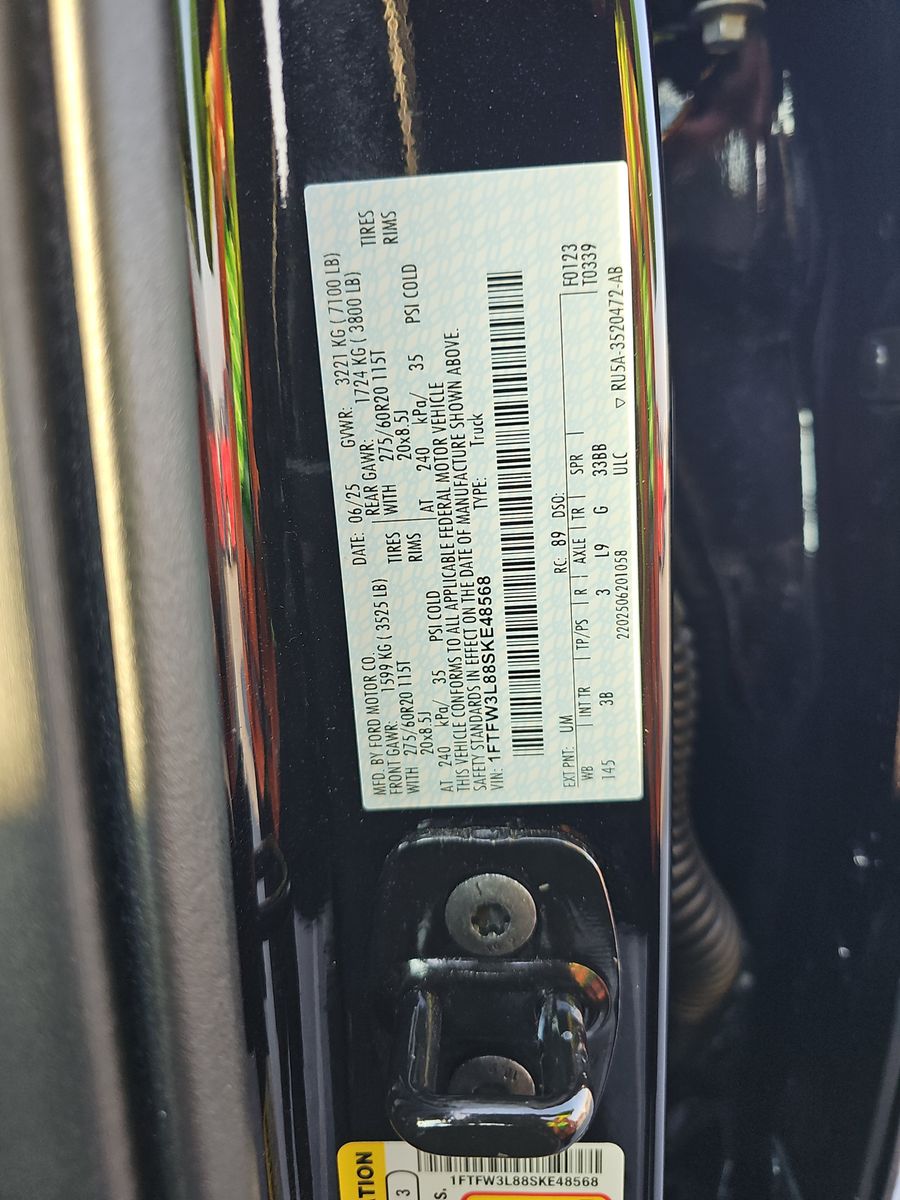 MFD. BY FORD MOTOR CO.
DATE: 06/25 GVWR: 3221 KG ( 7100 LB)
FRONT GAWR: 1599 KG ( 3525 LB)
REAR GAWR: 1724 KG ( 3800 LB)
WITH 275/60R20 115T TIRES
WITH 275/60R20 115T TIRES
20x8.5J RIMS
20x8.5J RIMS
AT 240 kPa/ 35 PSI COLD
AT 240 kPa/ 35 PSI COLD
THIS VEHICLE CONFORMS TO ALL APPLICABLE FEDERAL MOTOR VEHICLE
SAFETY STANDARDS IN EFFECT ON THE DATE OF MANUFACTURE SHOWN ABOVE.
VIN: 1FTFW3L88SKE48568 TYPE: Truck
EXT PNT: UM RC: 89 DSO: F0123
WB INT TR TP/PS R AXLE TR SPR T0339
145 3B 3 L9 G 33BB
2202506201058 ULC
▽ RU5A-3520472-AB
ATION
3
S.
1FTFW3L88SKE48568